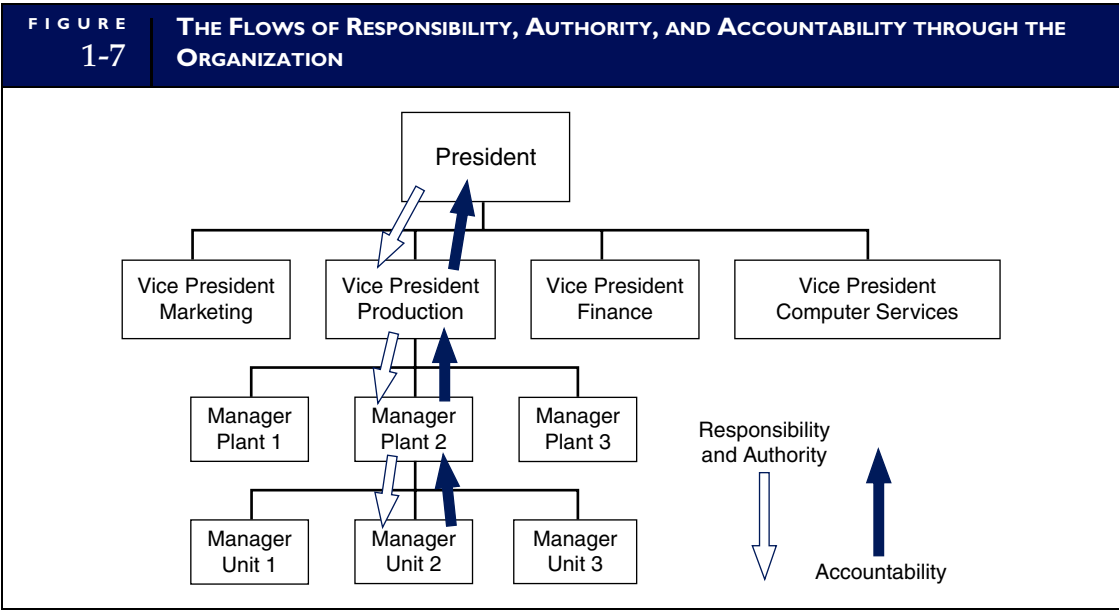 FIGURE
1-7
THE FLOWS OF RESPONSIBILITY, AUTHORITY, AND ACCOUNTABILITY THROUGH THE
ORGANIZATION
President
Vice President
Marketing
Vice President
Production
Vice President
Finance
Vice President
Computer Services
Manager
Plant 1
Manager
Plant 2
Manager
Plant 3
Responsibility
and Authority
Manager
Unit 1
Manager
Unit 2
Manager
Unit 3
Accountability